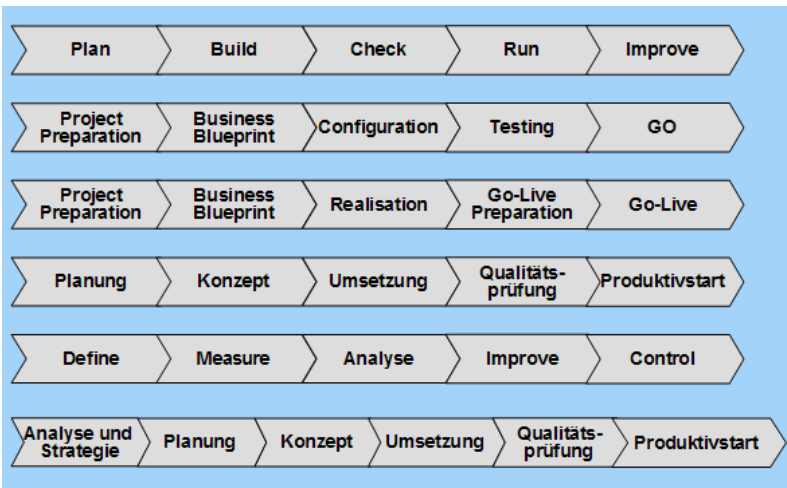 Plan Build Check Run Improve
Project Preparation Business Blueprint Configuration Testing GO
Project Preparation Business Blueprint Realisation Go-Live Preparation Go-Live
Planung Konzept Umsetzung Qualitäts-prüfung Produktivstart
Define Measure Analyse Improve Control
Analyse und Strategie Planung Konzept Umsetzung Qualitäts-prüfung Produktivstart